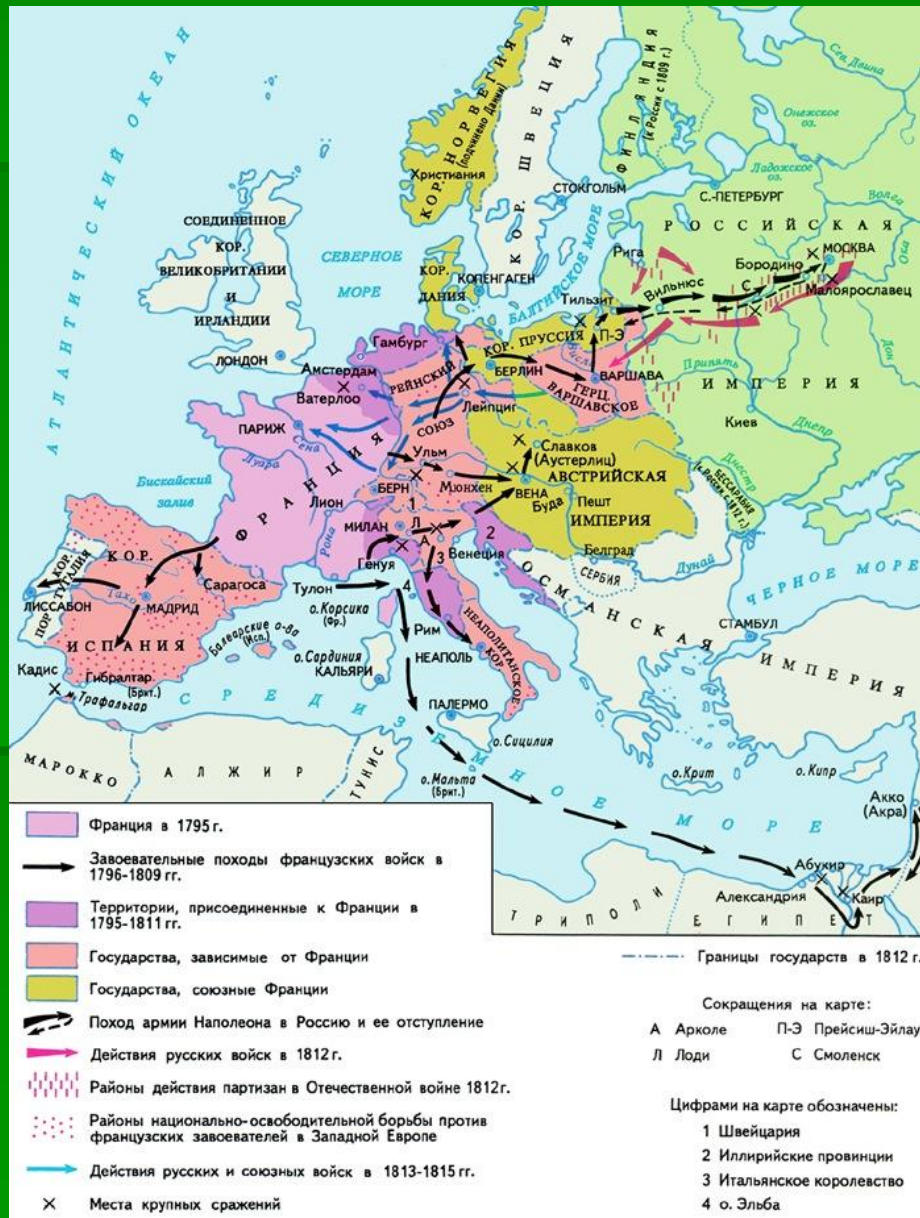 АТЛАНТИЧЕСКИЙ ОКЕАН
КОР. НОРВЕГИЯ
(подчинено Дании)
Христиания
КОР. ШВЕЦИЯ
СТОКГОЛЬМ
ФИНЛЯНДИЯ
(к России с 1809 г.)
Сев. Двина
Онежское
оз.
Ладожское
оз.
С.-ПЕТЕРБУРГ
Волга
РОССИЙСКАЯ
Ока
СОЕДИНЕННОЕ
КОР.
ВЕЛИКОБРИТАНИИ
И
ИРЛАНДИИ
ЛОНДОН
СЕВЕРНОЕ
МОРЕ
КОР.
ДАНИЯ
КОПЕНГАГЕН
БАЛТИЙСКОЕ МОРЕ
Рига
МОСКВА
Бородино
С
Вильнюс
Малоярославец
Тильзит
П-Э
КОР. ПРУССИЯ
Гамбург
Амстердам
Ватерлоо
РЕЙНСКИЙ
СОЮЗ
БЕРЛИН
Висла
ВАРШАВА
ГЕРЦ.
ВАРШАВСКОЕ
Лейпциг
Припять
ИМПЕРИЯ
Дон
Киев
Днепр
Днестр
БЕССАРАБИЯ
(к России с 1812 г.)
ПАРИЖ
Сена
Луара
ФРАНЦИЯ
Бискайский
залив
Лион
Рона
Ульм
Мюнхен
БЕРН
1
Славков
(Аустерлиц)
АВСТРИЙСКАЯ
ВЕНА
Буда
Пешт
ИМПЕРИЯ
МИЛАН
Л
А
3
Венеция
2
Генуя
Белград
СЕРБИЯ
Дунай
ЧЕРНОЕ МОРЕ
ОСМАНСКАЯ
ИМПЕРИЯ
СТАМБУЛ
КОР.
ИСПАНИЯ
КОР.
ПОРТУГАЛИЯ
ЛИССАБОН
Тахо
МАДРИД
Сарагоса
Тулон
4
о. Корсика
(Фр.)
Рим
НЕАПОЛЬ
НЕАПОЛИТАНСКОЕ
КОР.
Балеарские о-ва
(Исп.)
о. Сардиния
КАЛЬЯРИ
Кадис
Гибралтар
(Брит.)
м. Трафальгар
СРЕДИЗЕМНОЕ МОРЕ
ПАЛЕРМО
о. Сицилия
о. Мальта
(Брит.)
о. Крит
о. Кипр
Акко
(Акра)
МАРОККО
АЛЖИР
ТУНИС
Абукир
Александрия
Каир
ТРИПОЛИ
ЕГИПЕТ
Франция в 1795 г.
Завоевательные походы французских войск в
1796-1809 гг.
Территории, присоединенные к Франции в
1795-1811 гг.
Государства, зависимые от Франции
Государства, союзные Франции
Поход армии Наполеона в Россию и ее отступление
Действия русских войск в 1812 г.
Районы действия партизан в Отечественной войне 1812 г.
Районы национально-освободительной борьбы против
французских завоевателей в Западной Европе
Действия русских и союзных войск в 1813-1815 гг.
Места крупных сражений
Границы государств в 1812 г.
Сокращения на карте:
А Арколе П-Э Прейсиш-Эйлау
Л Лоди С Смоленск
Цифрами на карте обозначены:
1 Швейцария
2 Иллирийские провинции
3 Итальянское королевство
4 о. Эльба